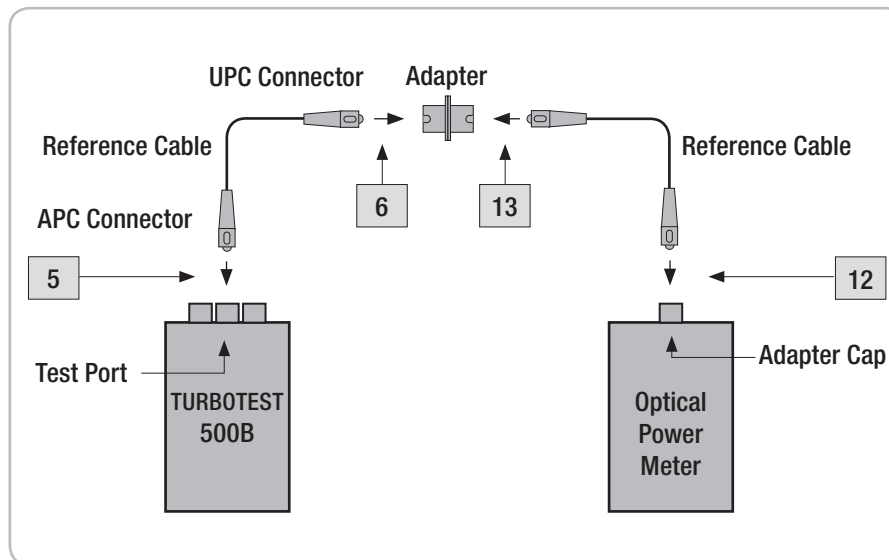 UPC Connector
Adapter
Reference Cable
Reference Cable
6
13
APC Connector
5
12
Test Port
Adapter Cap
TURBOTEST
500B
Optical
Power
Meter